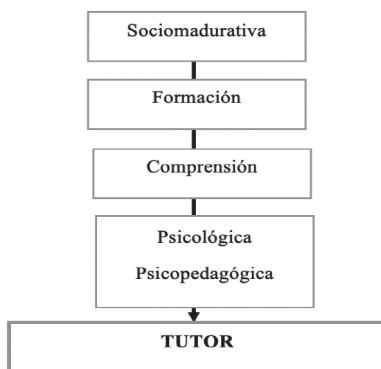 Sociomadurativa
Formación
Comprensión
Psicológica
Psicopedagógica
TUTOR